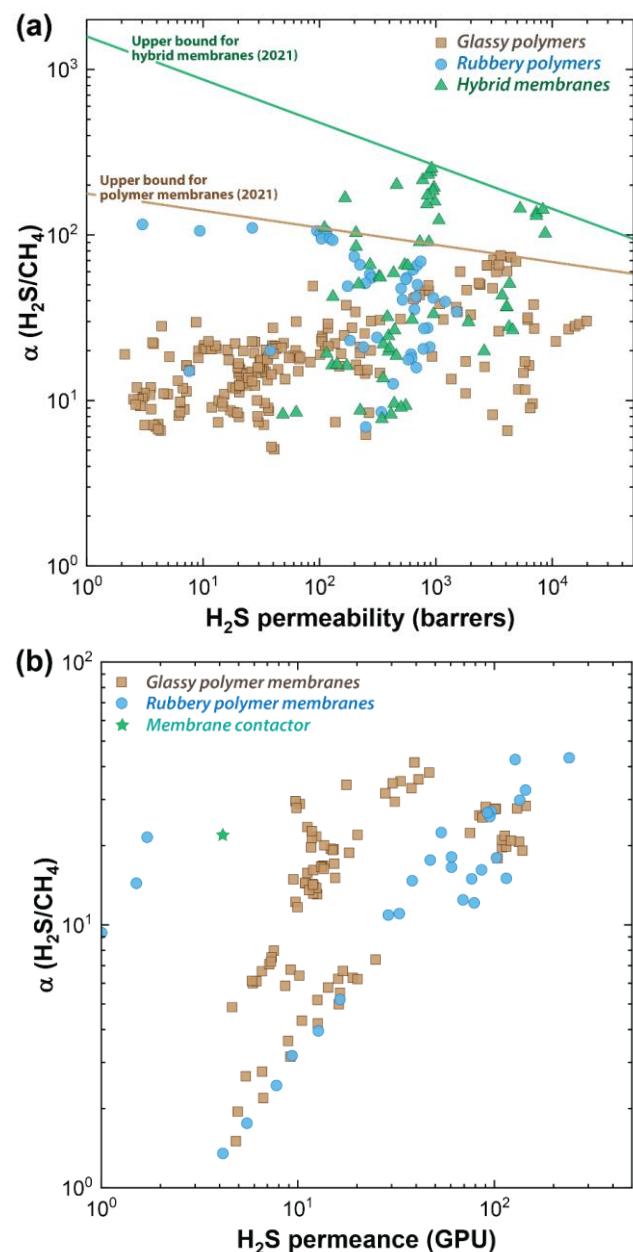 (a)
Upper bound for
hybrid membranes (2021)
Glassy polymers
Rubbery polymers
Hybrid membranes
Upper bound for
polymer membranes (2021)
10³
10²
10¹
10⁰
α (H₂S/CH₄)
10⁰ 10¹ 10² 10³ 10⁴
H₂S permeability (barrers)
(b)
Glassy polymer membranes
Rubbery polymer membranes
Membrane contactor
10²
10¹
10⁰
α (H₂S/CH₄)
10⁰ 10¹ 10²
H₂S permeance (GPU)